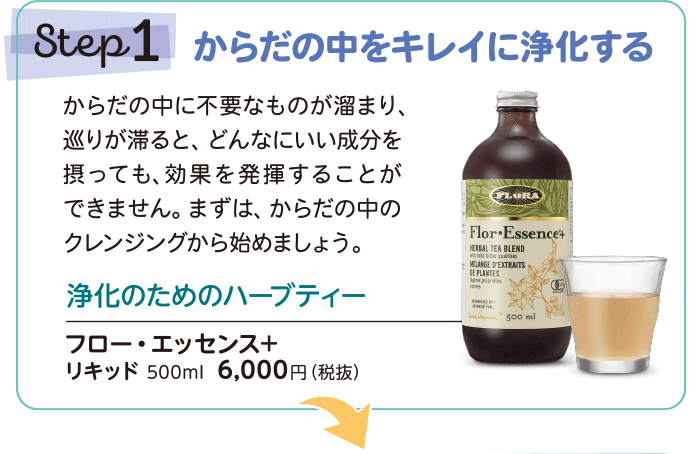 Step1 からだの中をキレイに浄化する
からだの中に不要なものが溜まり、
巡りが滞ると、どんなにいい成分を
摂っても、効果を発揮することが
できません。まずは、からだの中の
クレンジングから始めましょう。
浄化のためのハーブティー
フロー・エッセンス+
リキッド 500ml 6,000円(税抜)
FLORA
Flor•Essence+
HERBAL TEA BLEND
with mild bitter qualities
MÉLANGE D'EXTRAITS
DE PLANTES
500 ml